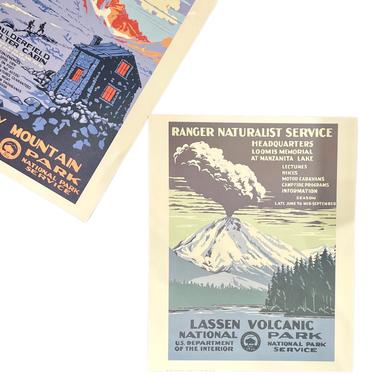 OULDERFIELD
LTER CABIN
Y MOUNTAIN
PARK
NATIONAL PARK
SERVICE
RANGER NATURALIST SERVICE
HEADQUARTERS
LOOMIS MEMORIAL
AT MANZANITA LAKE
LECTURES
HIKES
MOTOR CARAVANS
CAMPFIRE PROGRAMS
INFORMATION
SEASON
LATE JUNE TO MID-SEPTEMBER
LASSEN VOLCANIC
NATIONAL PARK
U.S. DEPARTMENT NATIONAL PARK
OF THE INTERIOR SERVICE